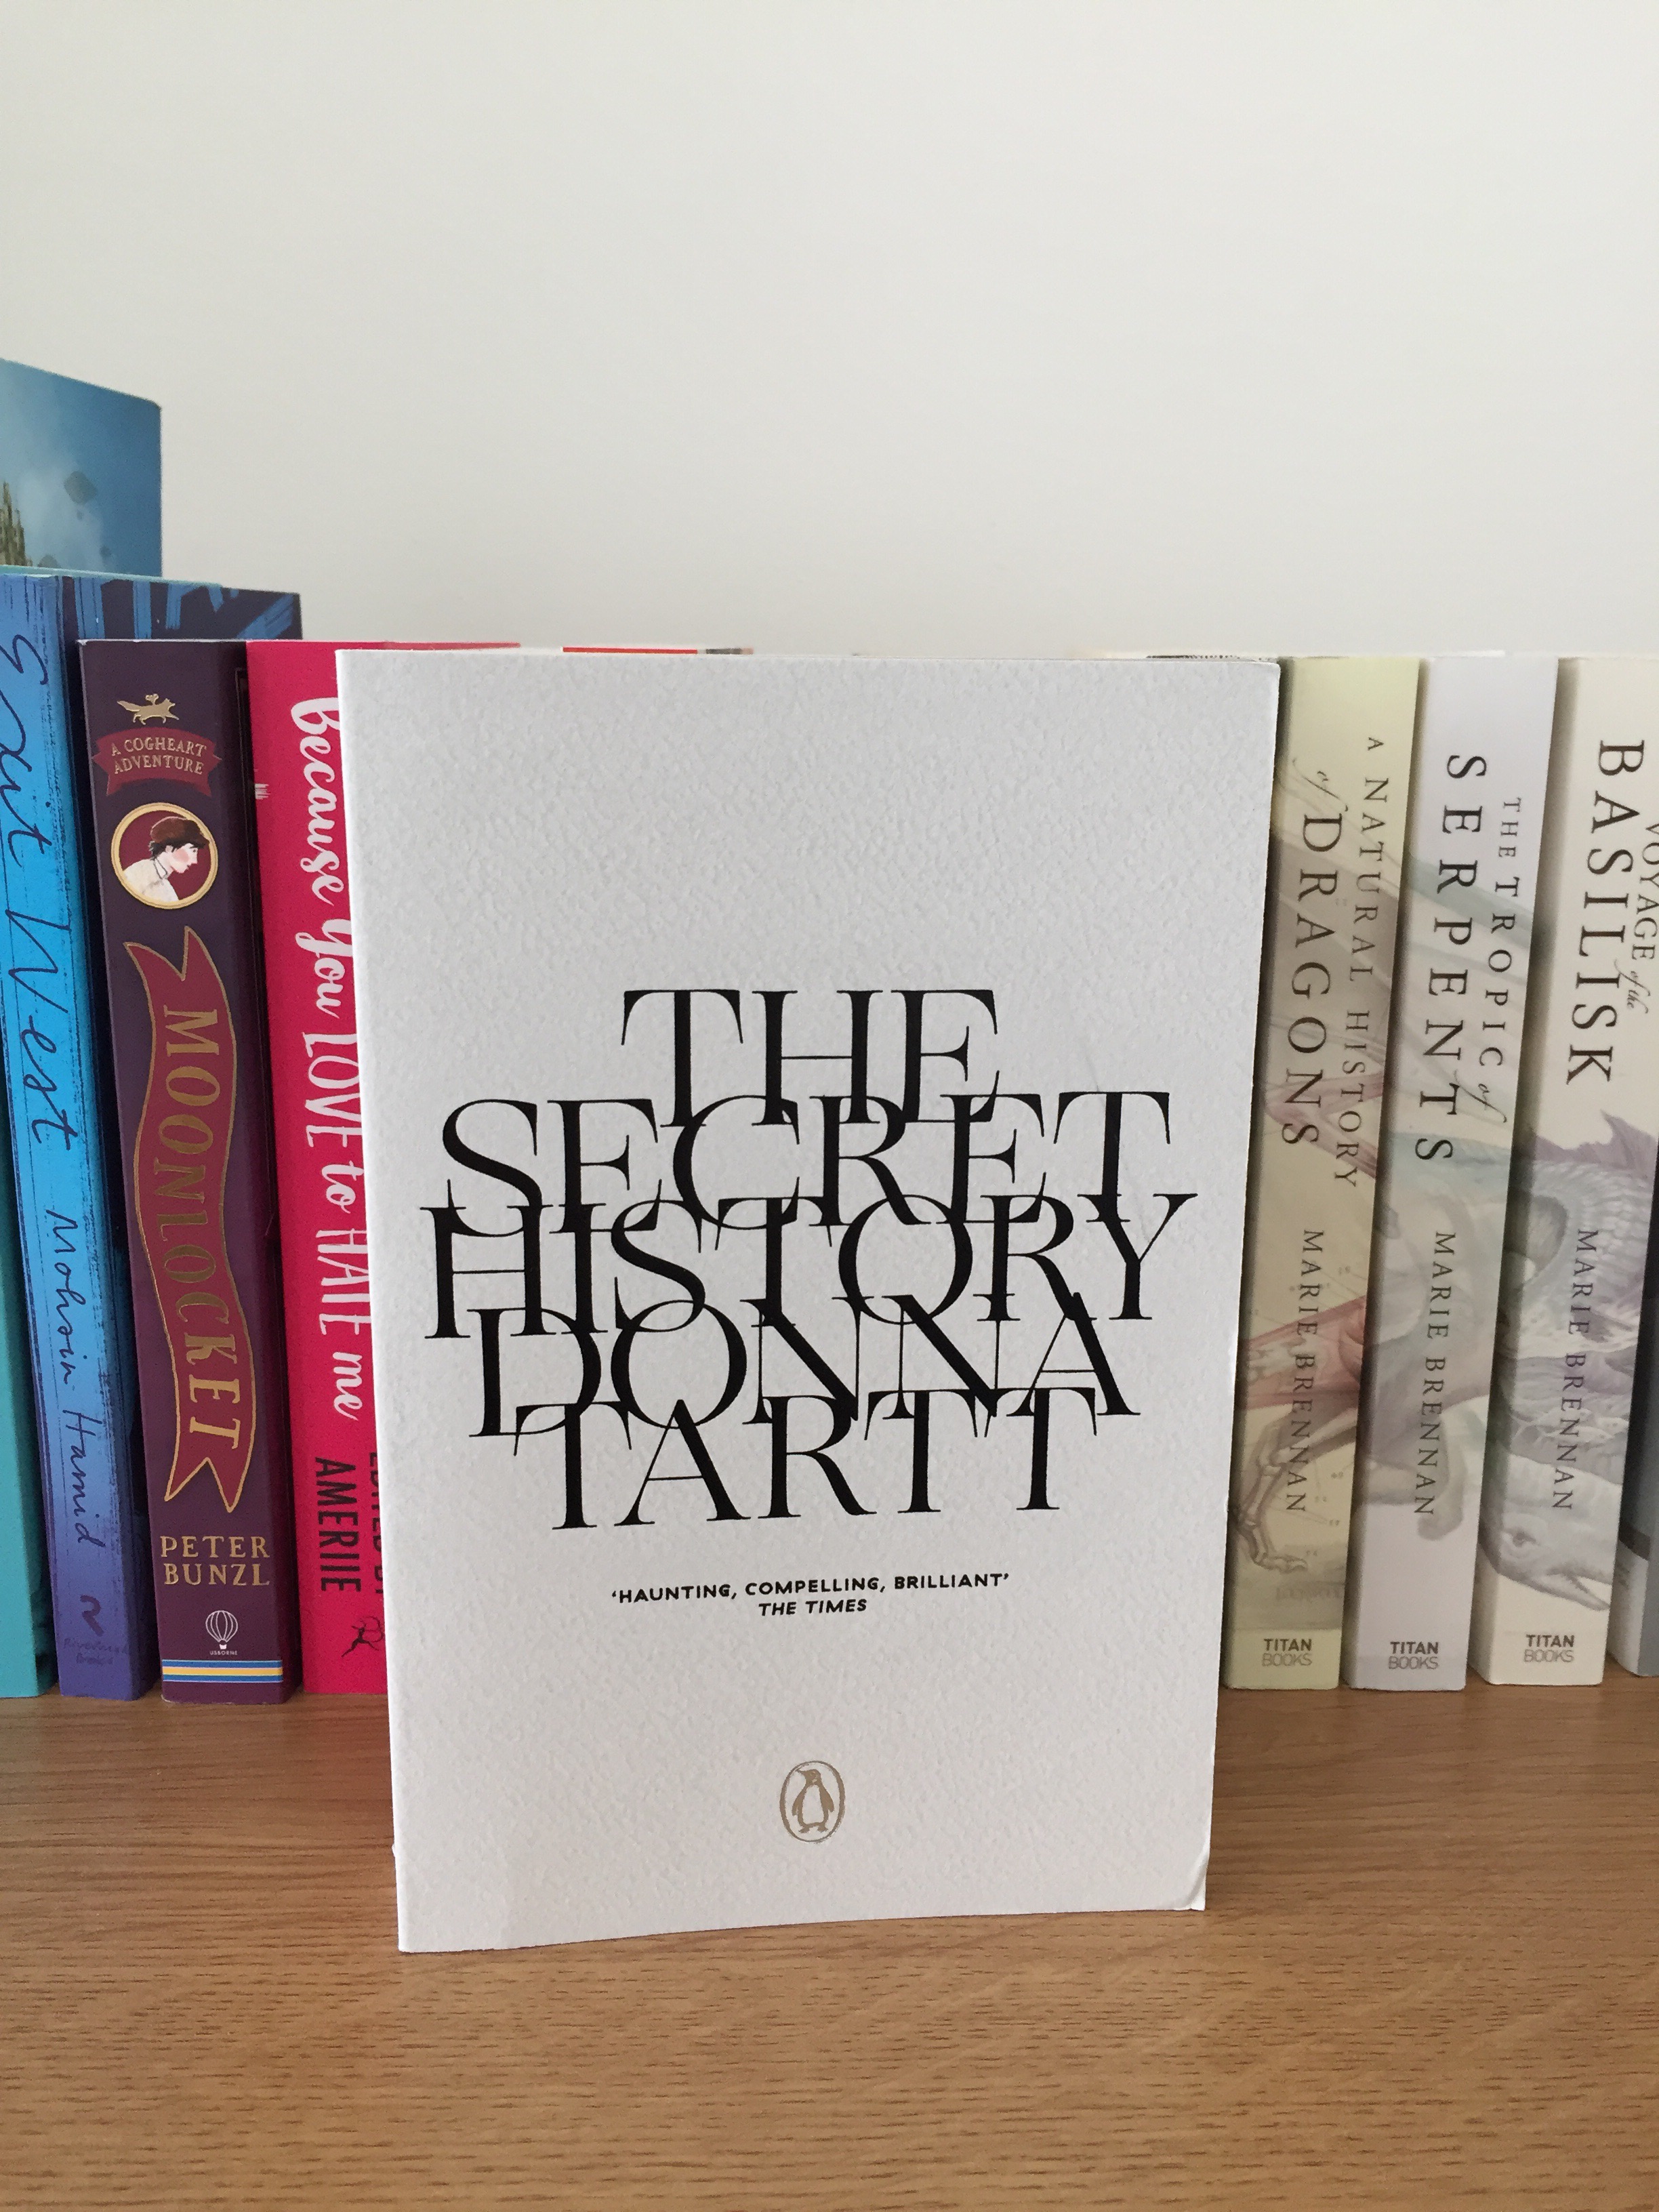 Exit West Mohsin Hamid
A COGHEART
ADVENTURE
MOONLOCKET
PETER
BUNZL
USBORNE
because you LOVE to HATE me
AMERIIE
THE
SECRET
HISTORY
DONNA
TARTT
‘HAUNTING, COMPELLING, BRILLIANT’
THE TIMES
A NATURAL HISTORY
of DRAGONS
MARIE BRENNAN
TITAN
BOOKS
THE TROPIC of
SERPENTS
MARIE BRENNAN
TITAN
BOOKS
VOYAGE of the
BASILISK
MARIE BRENNAN
TITAN
BOOKS